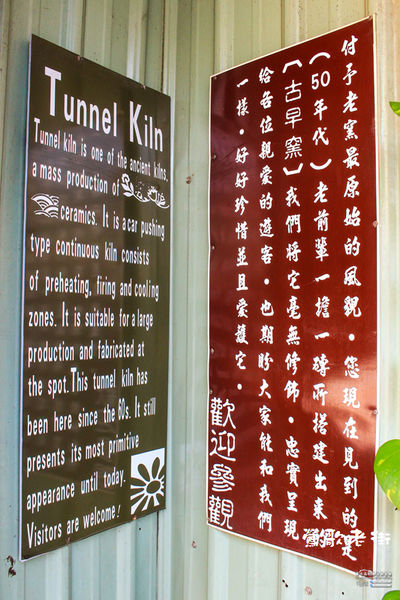 Tunnel Kiln
Tunnel kiln is one of the ancient kilns,
a mass production of
ceramics. It is a car pushing
type continuous kiln consists
of preheating, firing and cooling
zones. It is suitable for a large
production and fabricated at
the spot. This tunnel kiln has
been here since the 60s. It still
presents its most primitive
appearance until today.
Visitors are welcome!
付予老窯最原始的風貌。您現在見到的是
(50年代)老前輩一擔一磚所搭建出來
【古早窯】我們將它毫無修飾。忠實呈現
給各位親愛的遊客。也期盼大家能和我們
一樣。好好珍惜並且愛護它。
歡迎參觀
鶯歌老街